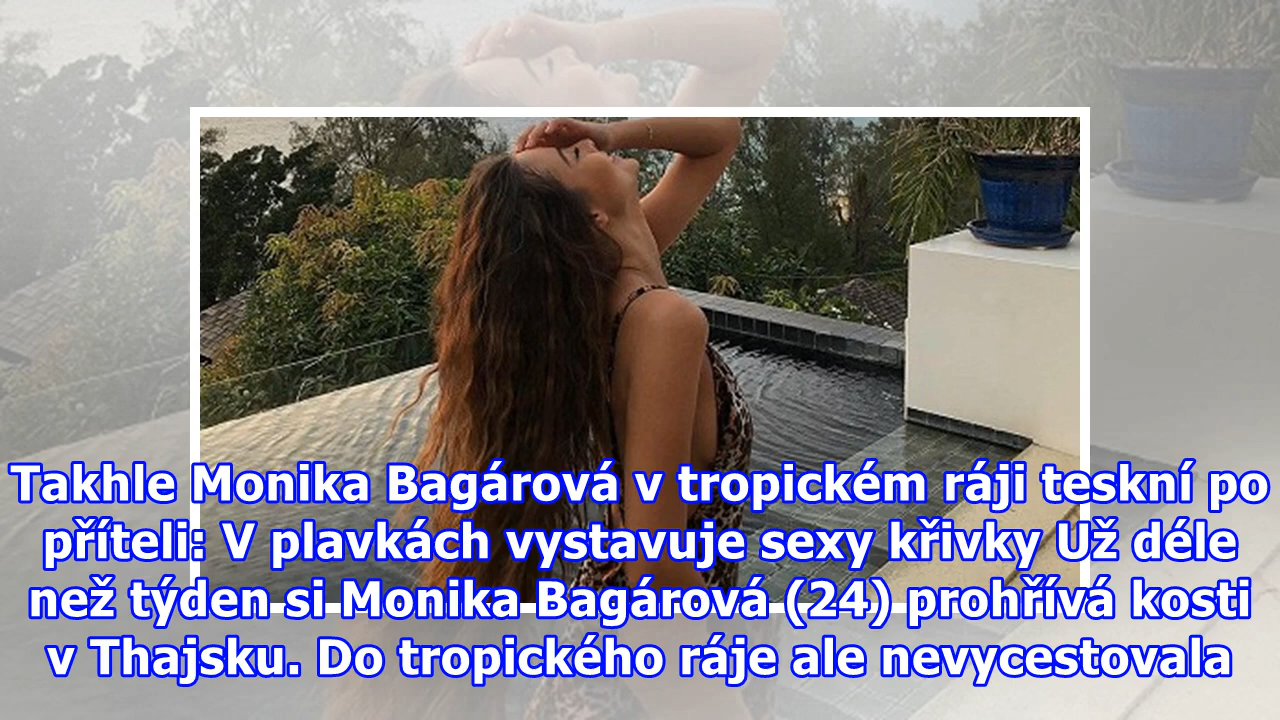 Takhle Monika Bagárová v tropickém ráji teskní po
příteli: V plavkách vystavuje sexy křivky Už déle
než týden si Monika Bagárová (24) prohřívá kosti
v Thajsku. Do tropického ráje ale nevycestovala